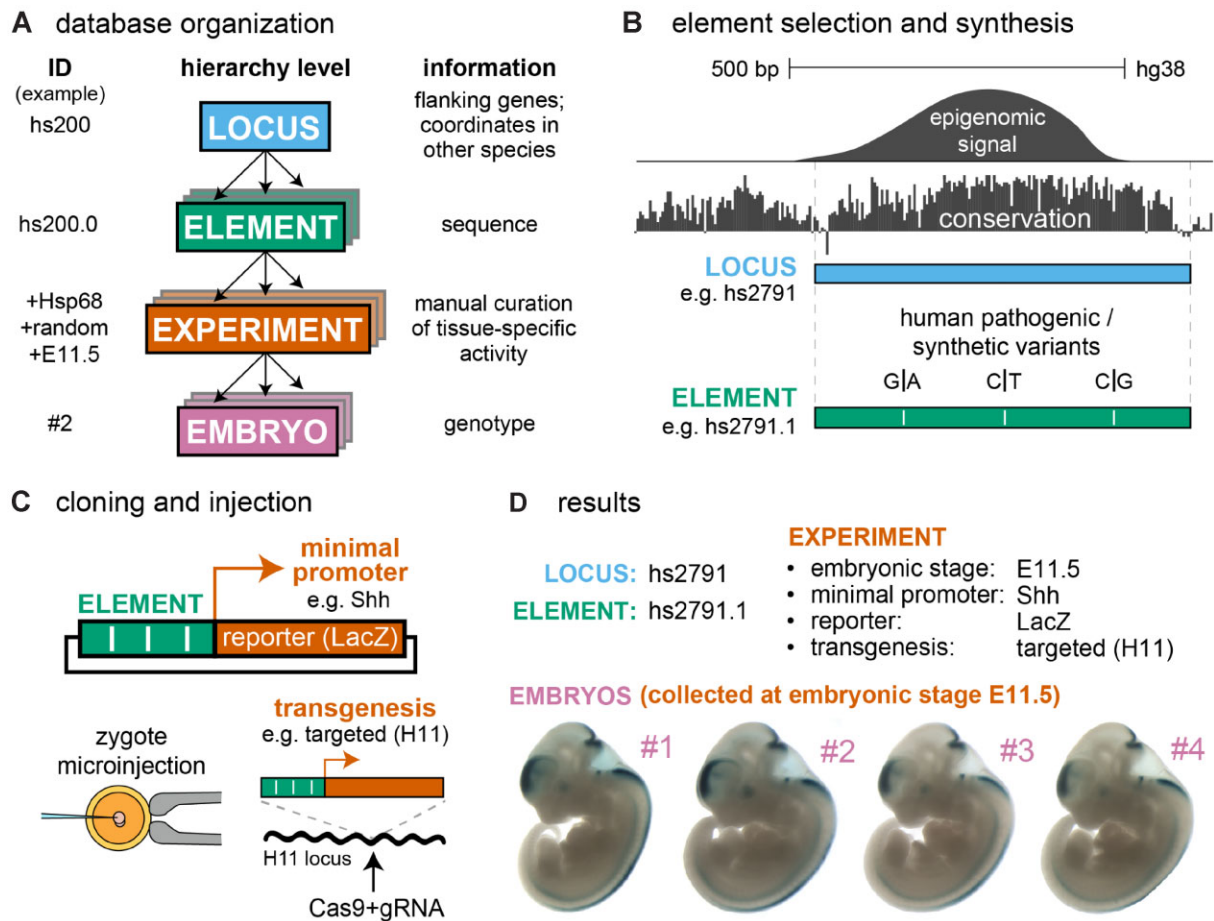 A database organization
ID
(example)
hierarchy level
information
hs200
LOCUS
flanking genes;
coordinates in
other species
hs200.0
ELEMENT
sequence
+Hsp68
+random
+E11.5
EXPERIMENT
manual curation
of tissue-specific
activity
#2
EMBRYO
genotype
B element selection and synthesis
500 bp
hg38
epigenomic
signal
conservation
LOCUS
e.g. hs2791
human pathogenic /
synthetic variants
G|A C|T C|G
ELEMENT
e.g. hs2791.1
C cloning and injection
minimal
promoter
e.g. Shh
ELEMENT
reporter (LacZ)
zygote
microinjection
transgenesis
e.g. targeted (H11)
H11 locus
Cas9+gRNA
D results
LOCUS: hs2791
ELEMENT: hs2791.1
EXPERIMENT
• embryonic stage: E11.5
• minimal promoter: Shh
• reporter: LacZ
• transgenesis: targeted (H11)
EMBRYOS (collected at embryonic stage E11.5)
#1 #2 #3 #4